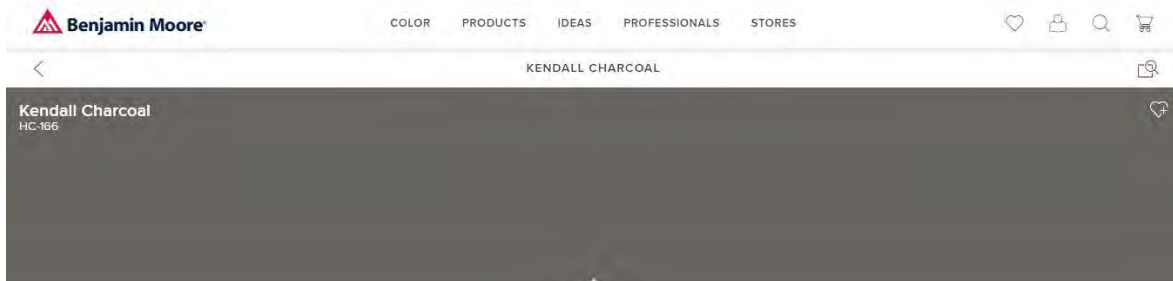 Benjamin Moore®
COLOR PRODUCTS IDEAS PROFESSIONALS STORES
KENDALL CHARCOAL
Kendall Charcoal
HC-166